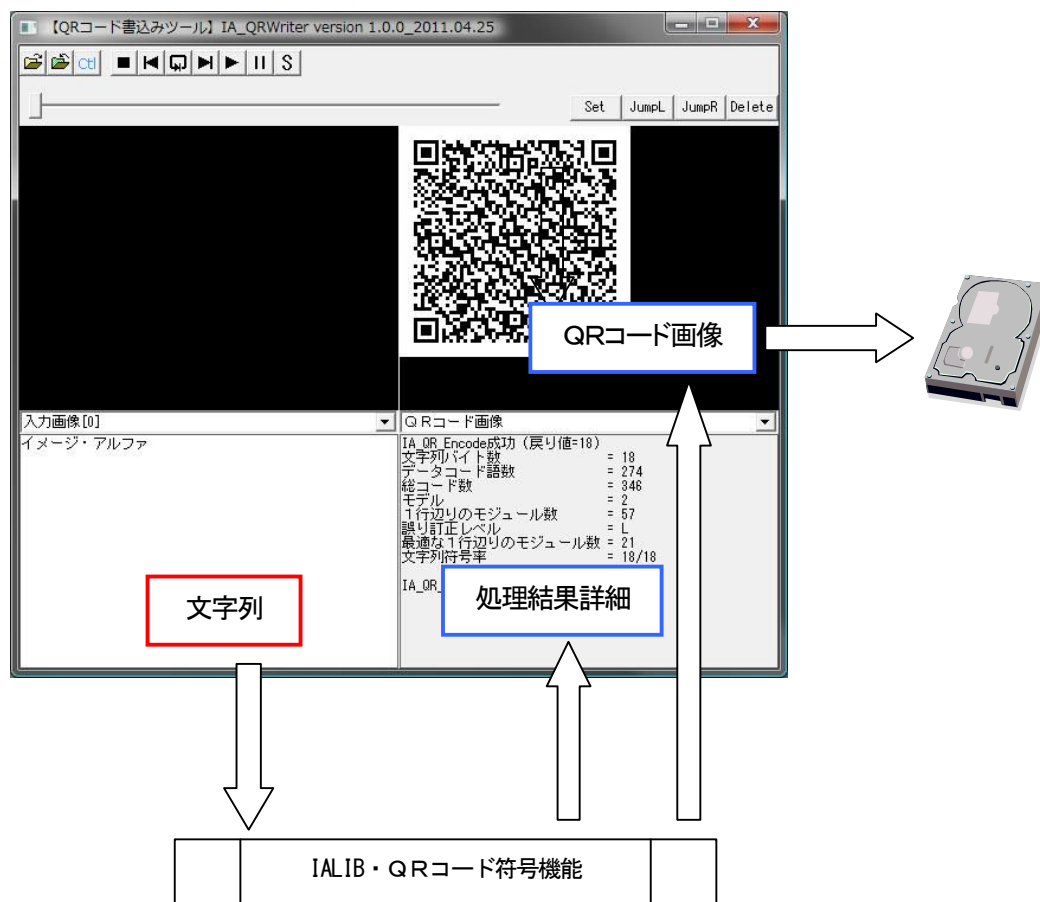 【QRコード書込みツール】IA_QRWriter version 1.0.0_2011.04.25
Ctl S
Set JumpL JumpR Delete
QRコード画像
入力画像[0]
ＱＲコード画像
イメージ・アルファ
IA_QR_Encode成功（戻り値=18）
文字列バイト数 = 18
データコード語数 = 274
総コード数 = 346
モデル = 2
１行辺りのモジュール数 = 57
誤り訂正レベル = L
最適な１行辺りのモジュール数 = 21
文字列符号率 = 18/18
IA_QR_
文字列
処理結果詳細
IALIB・ＱＲコード符号機能